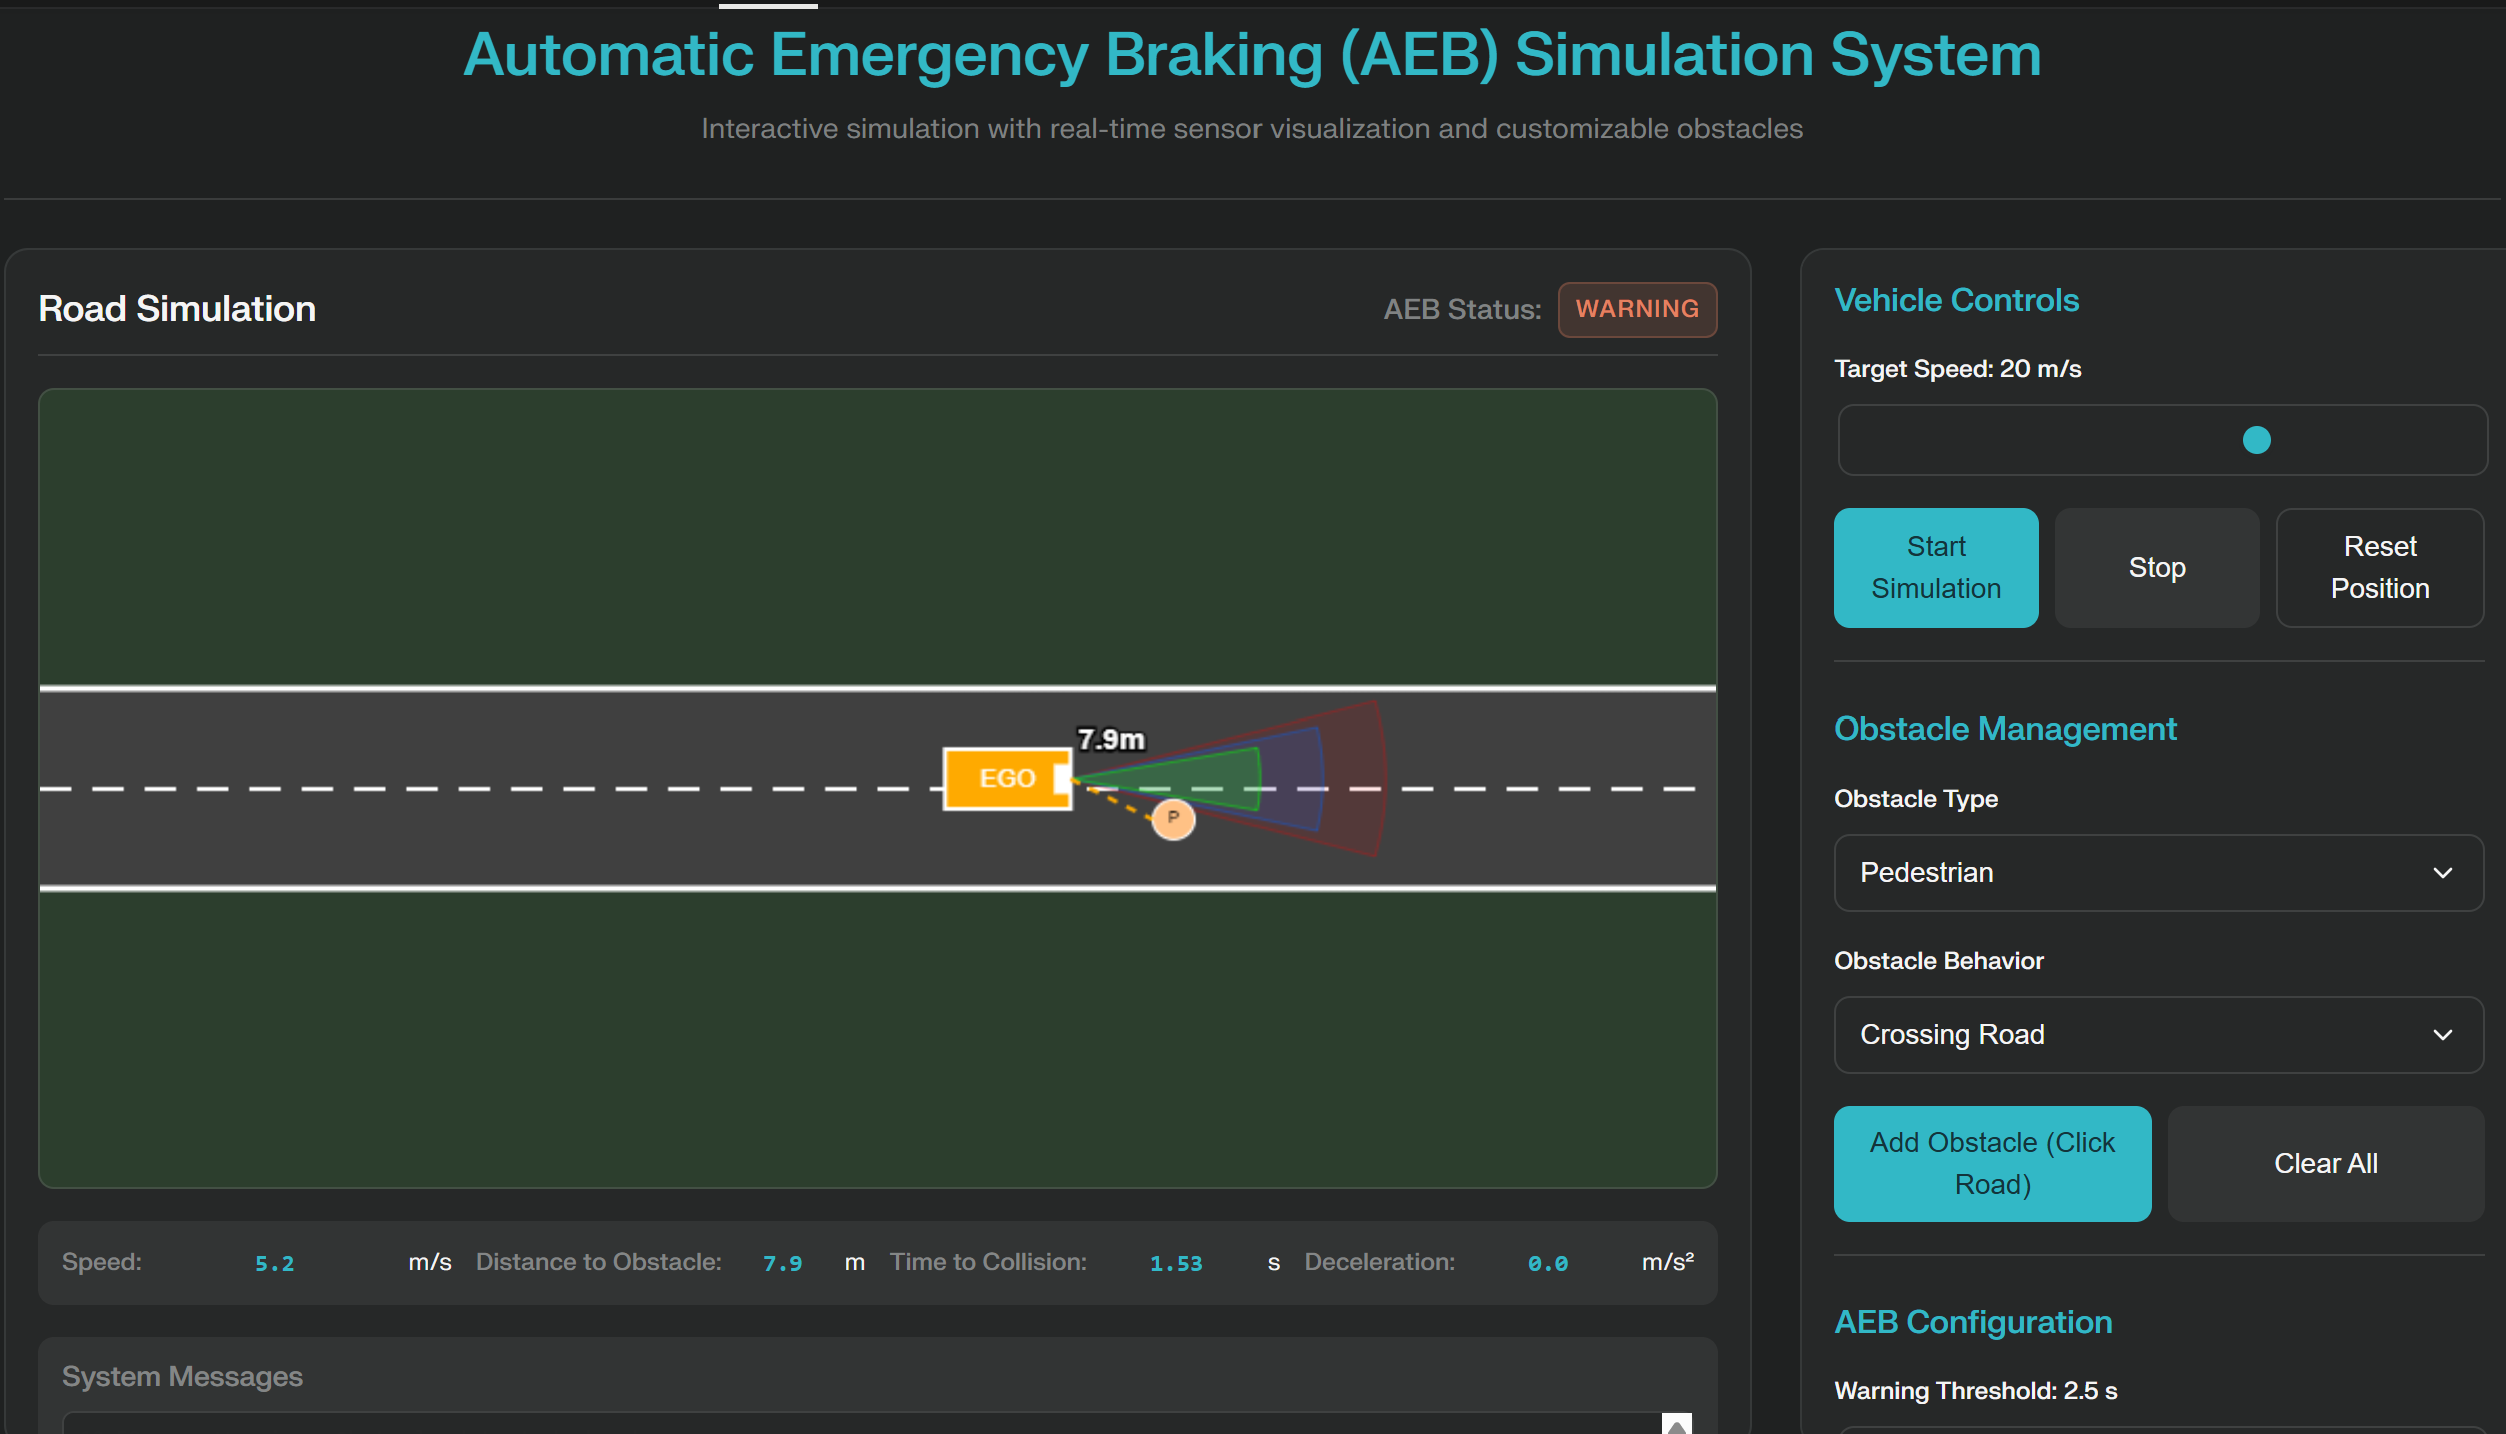 Automatic Emergency Braking (AEB) Simulation System
Interactive simulation with real-time sensor visualization and customizable obstacles
Road Simulation
AEB Status:
WARNING
7.9m
EGO
P
Speed:
5.2
m/s
Distance to Obstacle:
7.9
m
Time to Collision:
1.53
s
Deceleration:
0.0
m/s²
System Messages
Vehicle Controls
Target Speed: 20 m/s
Start
Simulation
Stop
Reset
Position
Obstacle Management
Obstacle Type
Pedestrian
Obstacle Behavior
Crossing Road
Add Obstacle (Click
Road)
Clear All
AEB Configuration
Warning Threshold: 2.5 s